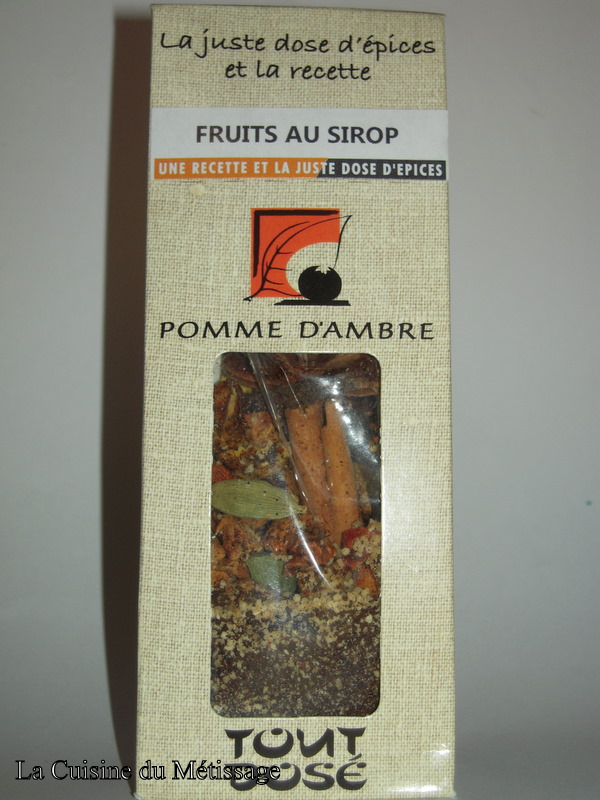 La juste dose d'épices
et la recette
FRUITS AU SIROP
UNE RECETTE ET LA JUSTE DOSE D'EPICES
POMME D'AMBRE
TOUT
DOSÉ
La Cuisine du Métissage